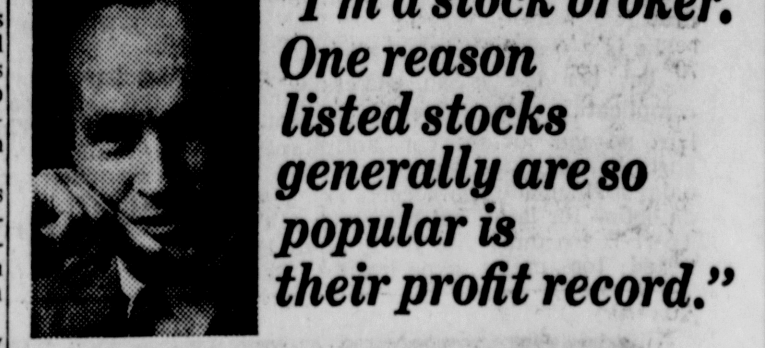 "I'm a stock broker.
One reason
listed stocks
generally are so
popular is
their profit record."